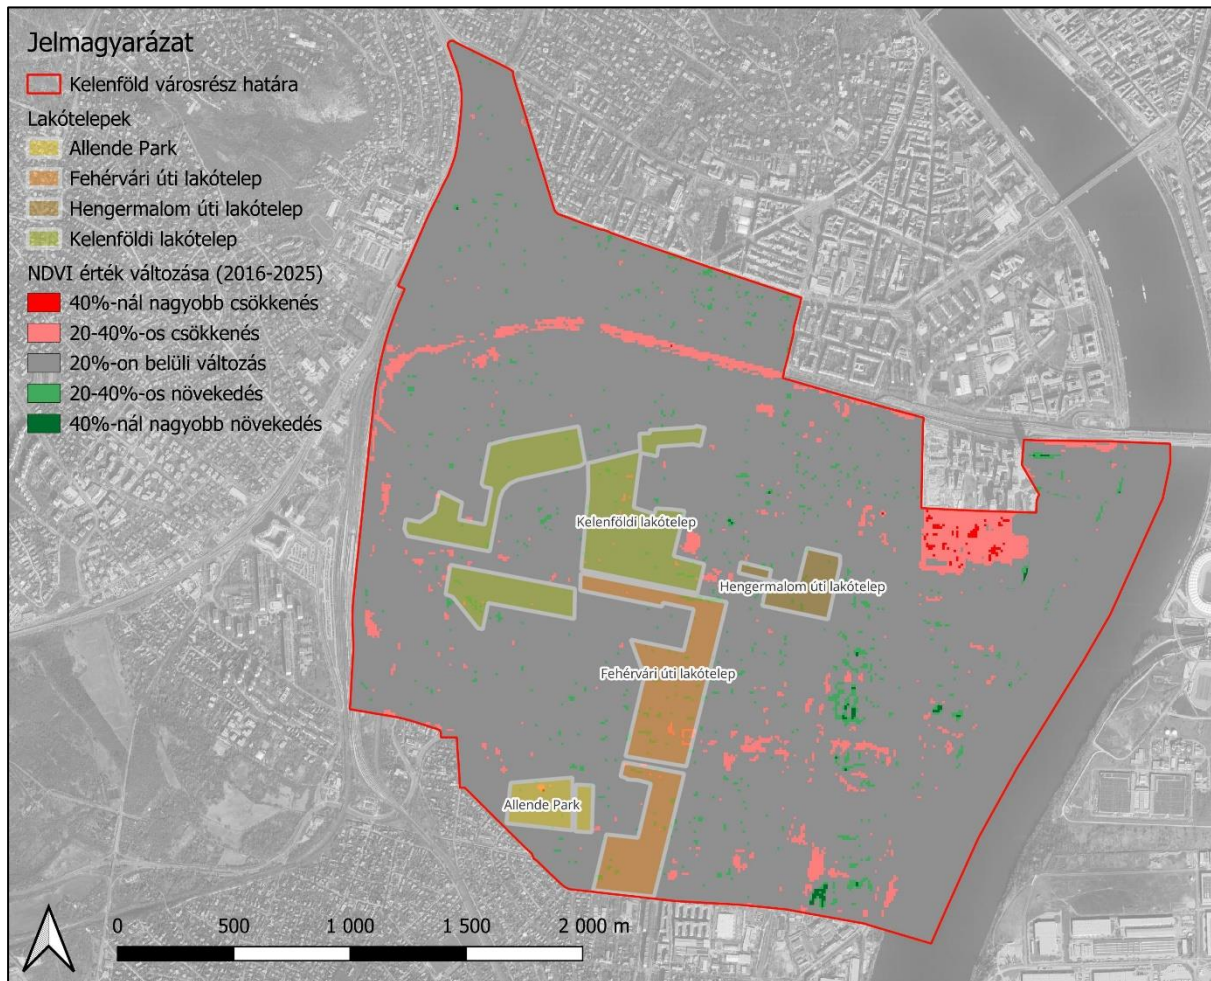 Jelmagyarázat
Kelenföld városrész határa
Lakótelepek
Allende Park
Fehérvári úti lakótelep
Hengermalom úti lakótelep
Kelenföldi lakótelep
NDVI érték változása (2016-2025)
40%-nál nagyobb csökkenés
20-40%-os csökkenés
20%-on belüli változás
20-40%-os növekedés
40%-nál nagyobb növekedés
Kelenföldi lakótelep
Hengermalom úti lakótelep
Fehérvári úti lakótelep
Allende Park
0 500 1 000 1 500 2 000 m